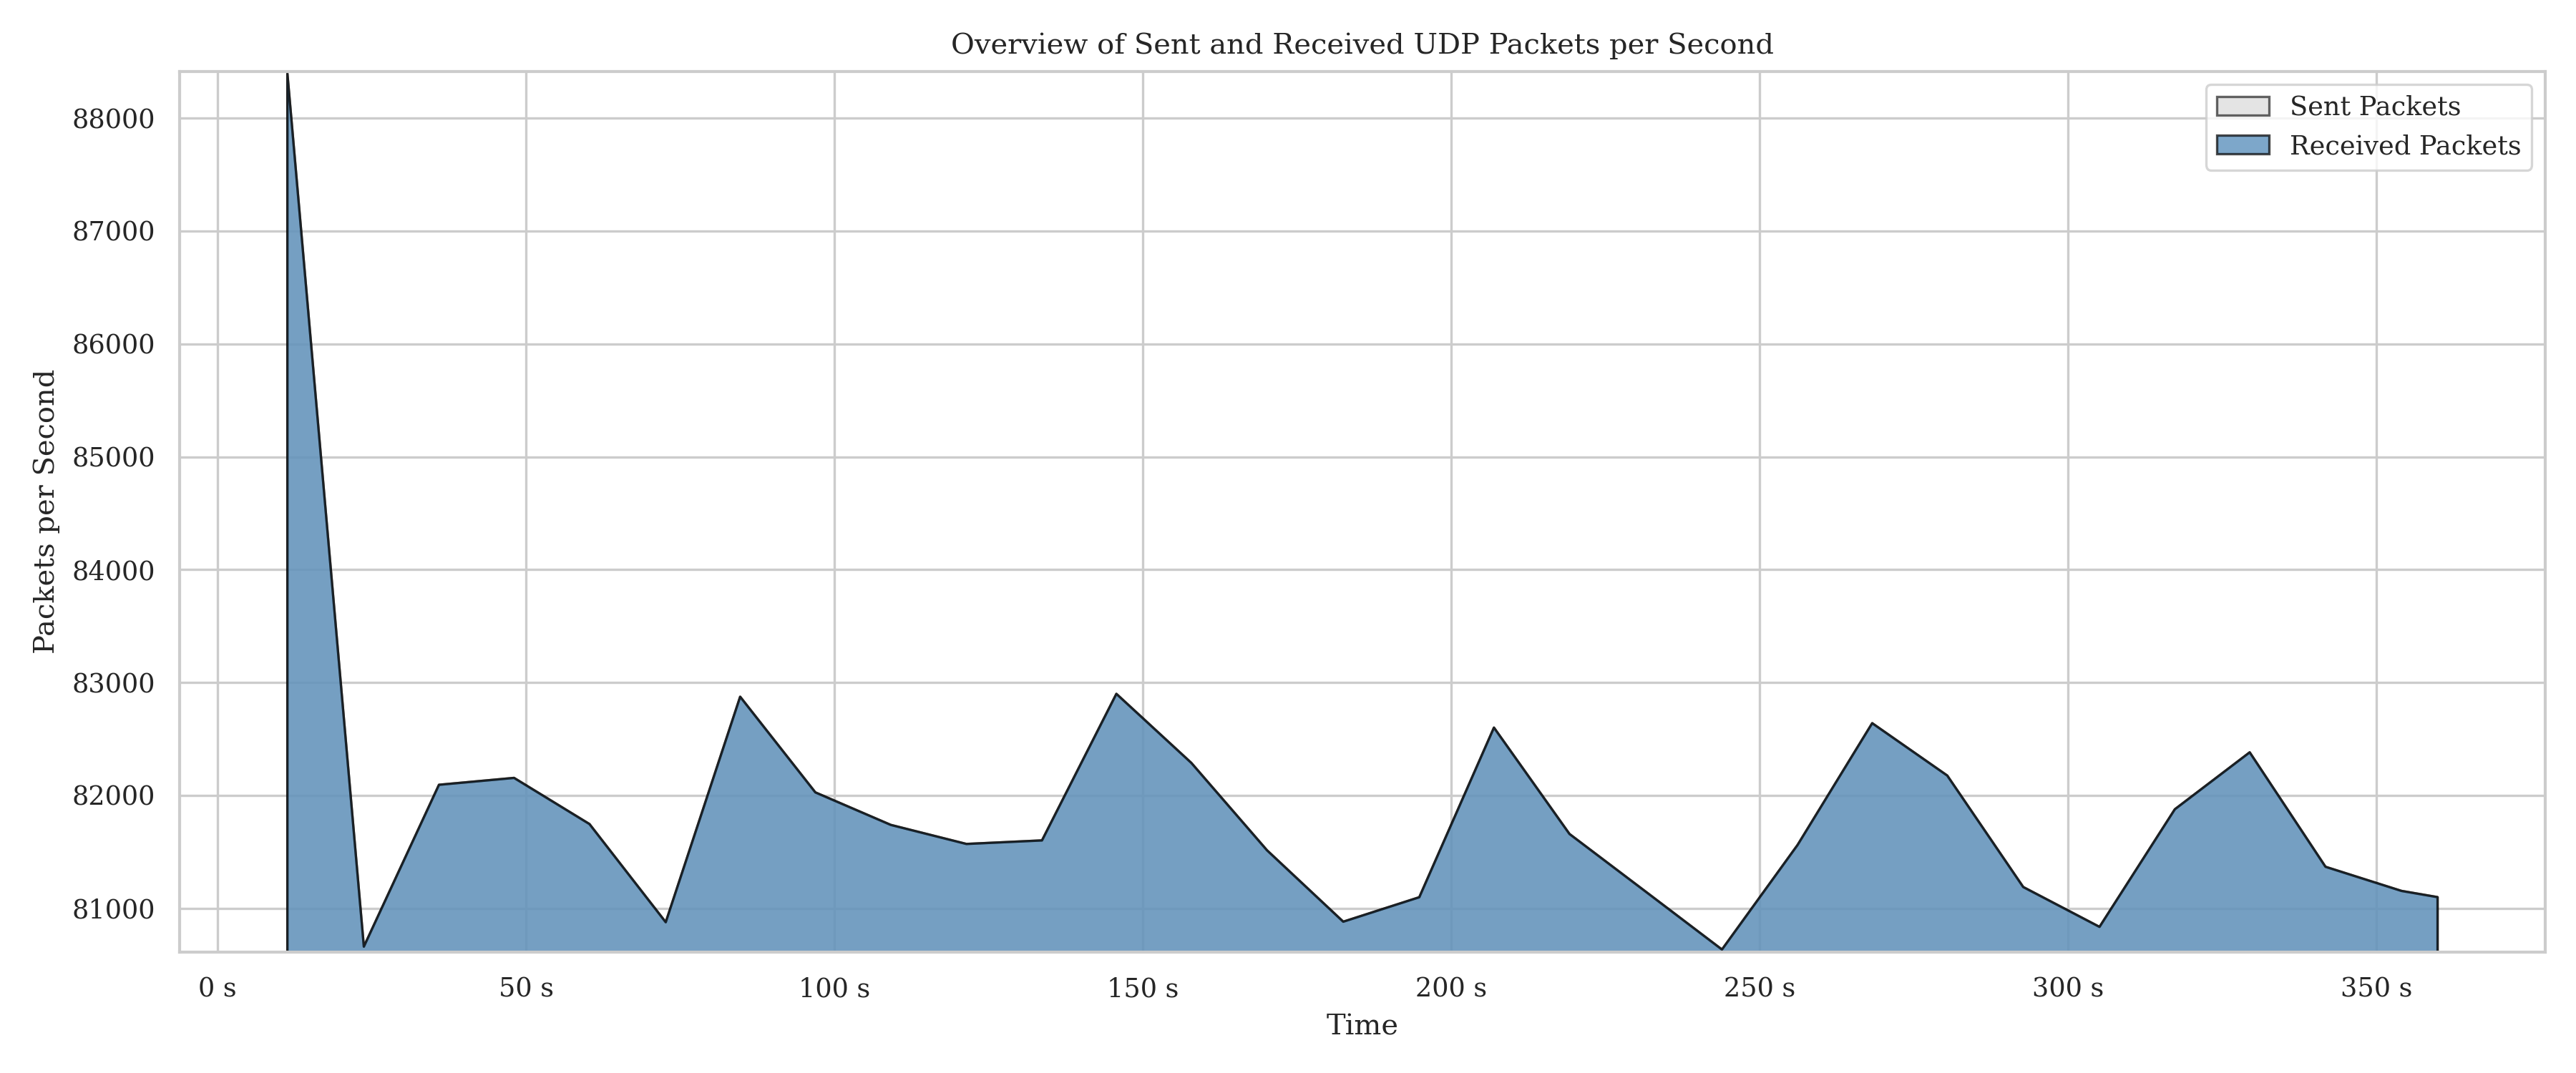 Overview of Sent and Received UDP Packets per Second
Sent Packets
Received Packets
Packets per Second
88000
87000
86000
85000
84000
83000
82000
81000
0 s
50 s
100 s
150 s
200 s
250 s
300 s
350 s
Time